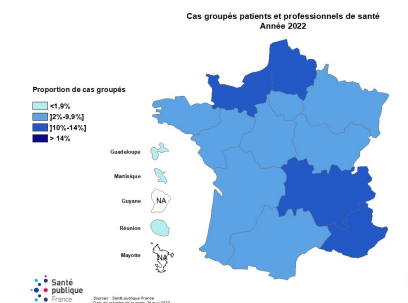 Cas groupés patients et professionnels de santé
Année 2022
Proportion de cas groupés
<1,9%
]2%-9,9%]
]10%-14%]
> 14%
Guadeloupe
Martinique
Guyane
NA
Réunion
Mayotte
NA
Santé
publique
France
Sources : Santé publique France